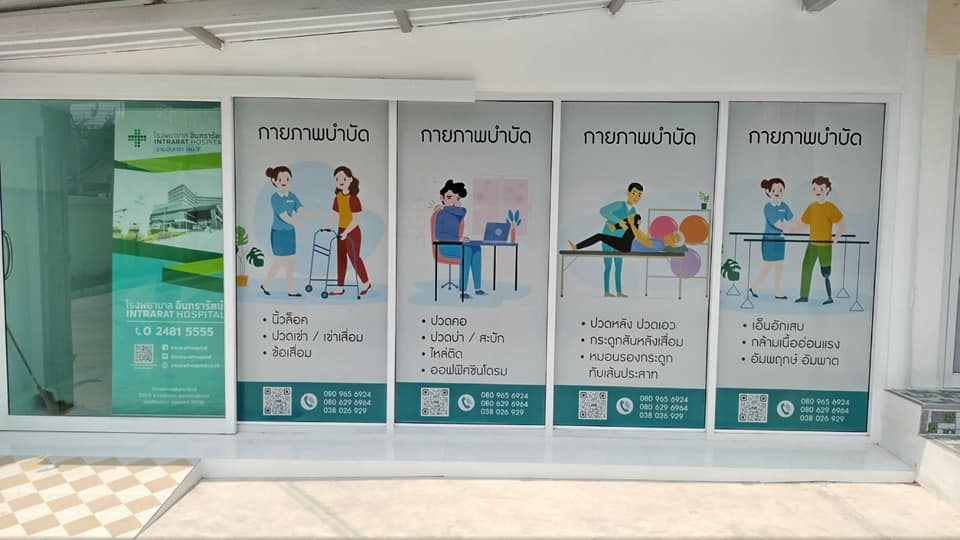 โรงพยาบาล อินทรารัตน์
INTRARAT HOSPITAL
โรงพยาบาล อินทรารัตน์
INTRARAT HOSPITAL
0 2481 5555
กายภาพบำบัด
• นิ้วล็อค
• ปวดเข่า / เข่าเสื่อม
• ข้อเสื่อม
080 965 6924
080 629 6964
038 026 929
กายภาพบำบัด
• ปวดคอ
• ปวดบ่า / สะบัก
• ไหล่ติด
• ออฟฟิศซินโดรม
080 965 6924
080 629 6964
038 026 929
กายภาพบำบัด
• ปวดหลัง ปวดเอว
• กระดูกสันหลังเสื่อม
• หมอนรองกระดูก
ทับเส้นประสาท
080 965 6924
080 629 6964
038 026 929
กายภาพบำบัด
• เอ็นอักเสบ
• กล้ามเนื้ออ่อนแรง
• อัมพฤกษ์ อัมพาต
080 965 6924
080 629 6964
038 026 929